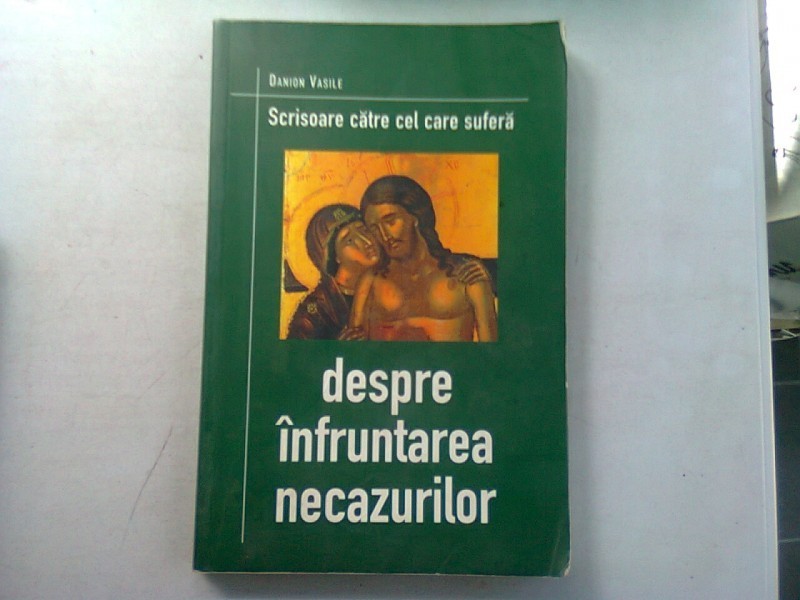 Danion Vasile
Scrisoare către cel care suferă
despre
înfruntarea
necazurilor